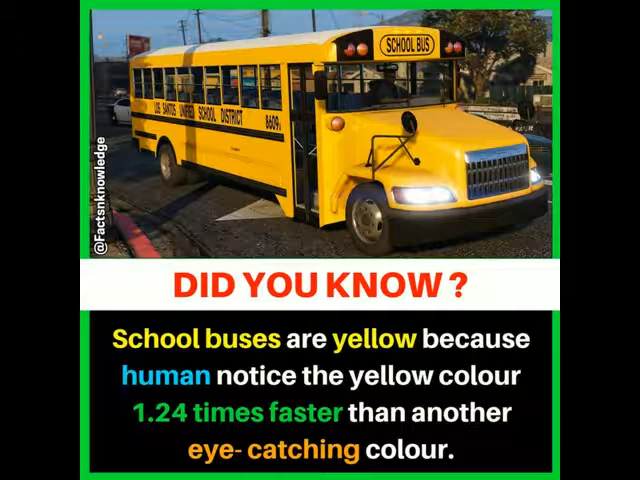 SCHOOL BUS
LOS SANTOS UNIFIED SCHOOL DISTRICT 8609
@Factsnknowledge
DID YOU KNOW ?
School buses are yellow because
human notice the yellow colour
1.24 times faster than another
eye- catching colour.